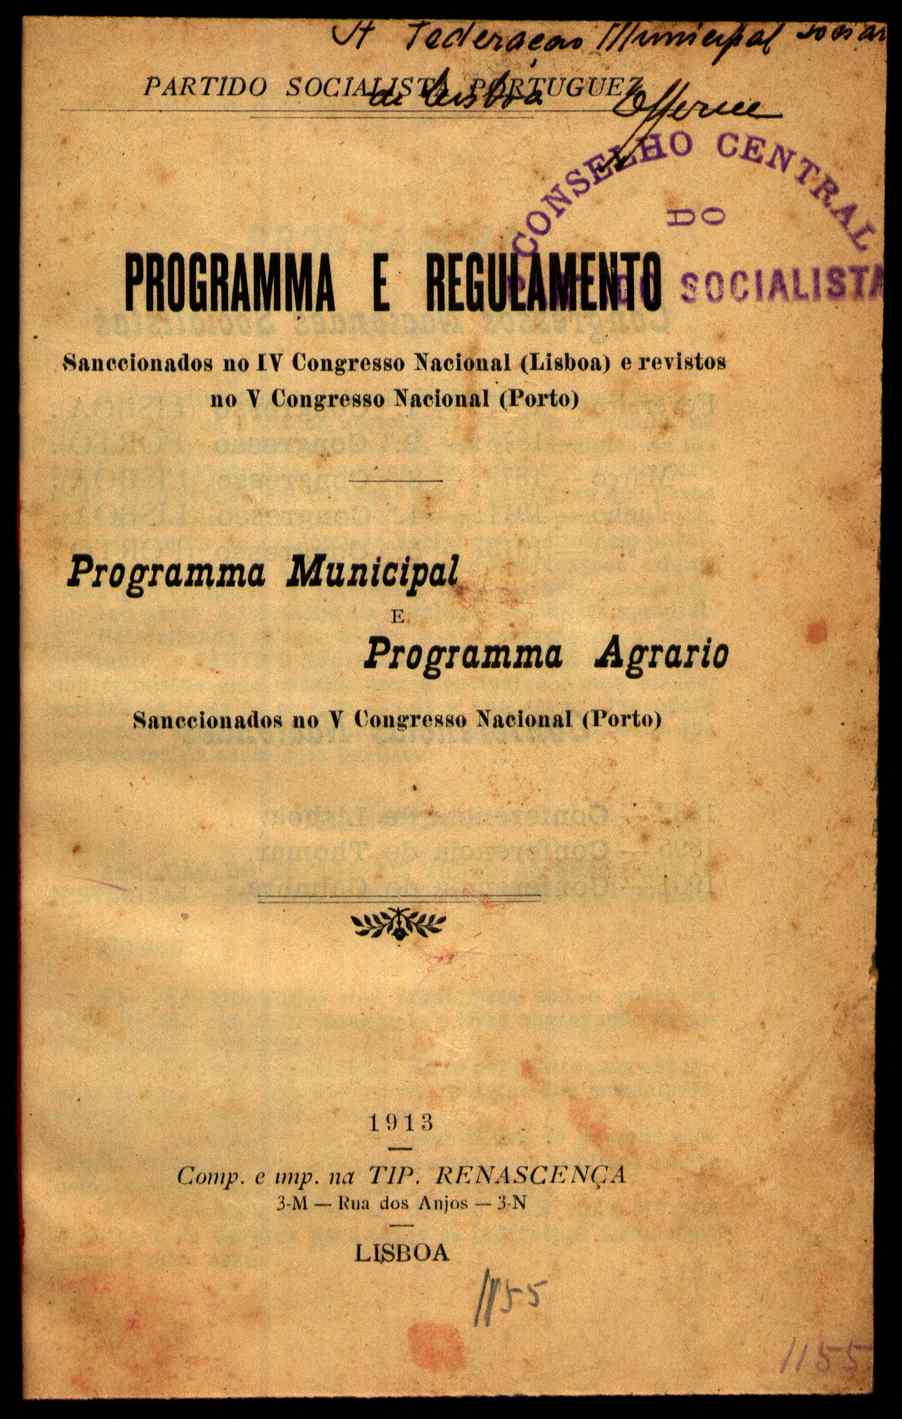 A Federação Municipal Socia
de Lisboa
Offerece
PARTIDO SOCIALISTA PORTUGUEZ
CONSELHO CENTRAL
DO
SOCIALISTA
PROGRAMMA E REGULAMENTO
Sanccionados no IV Congresso Nacional (Lisboa) e revistos
no V Congresso Nacional (Porto)
Programma Municipal
E
Programma Agrario
Sanccionados no V Congresso Nacional (Porto)
1913
Comp. e imp. na TIP. RENASCENÇA
3-M — Rua dos Anjos — 3-N
LISBOA
1155
1155